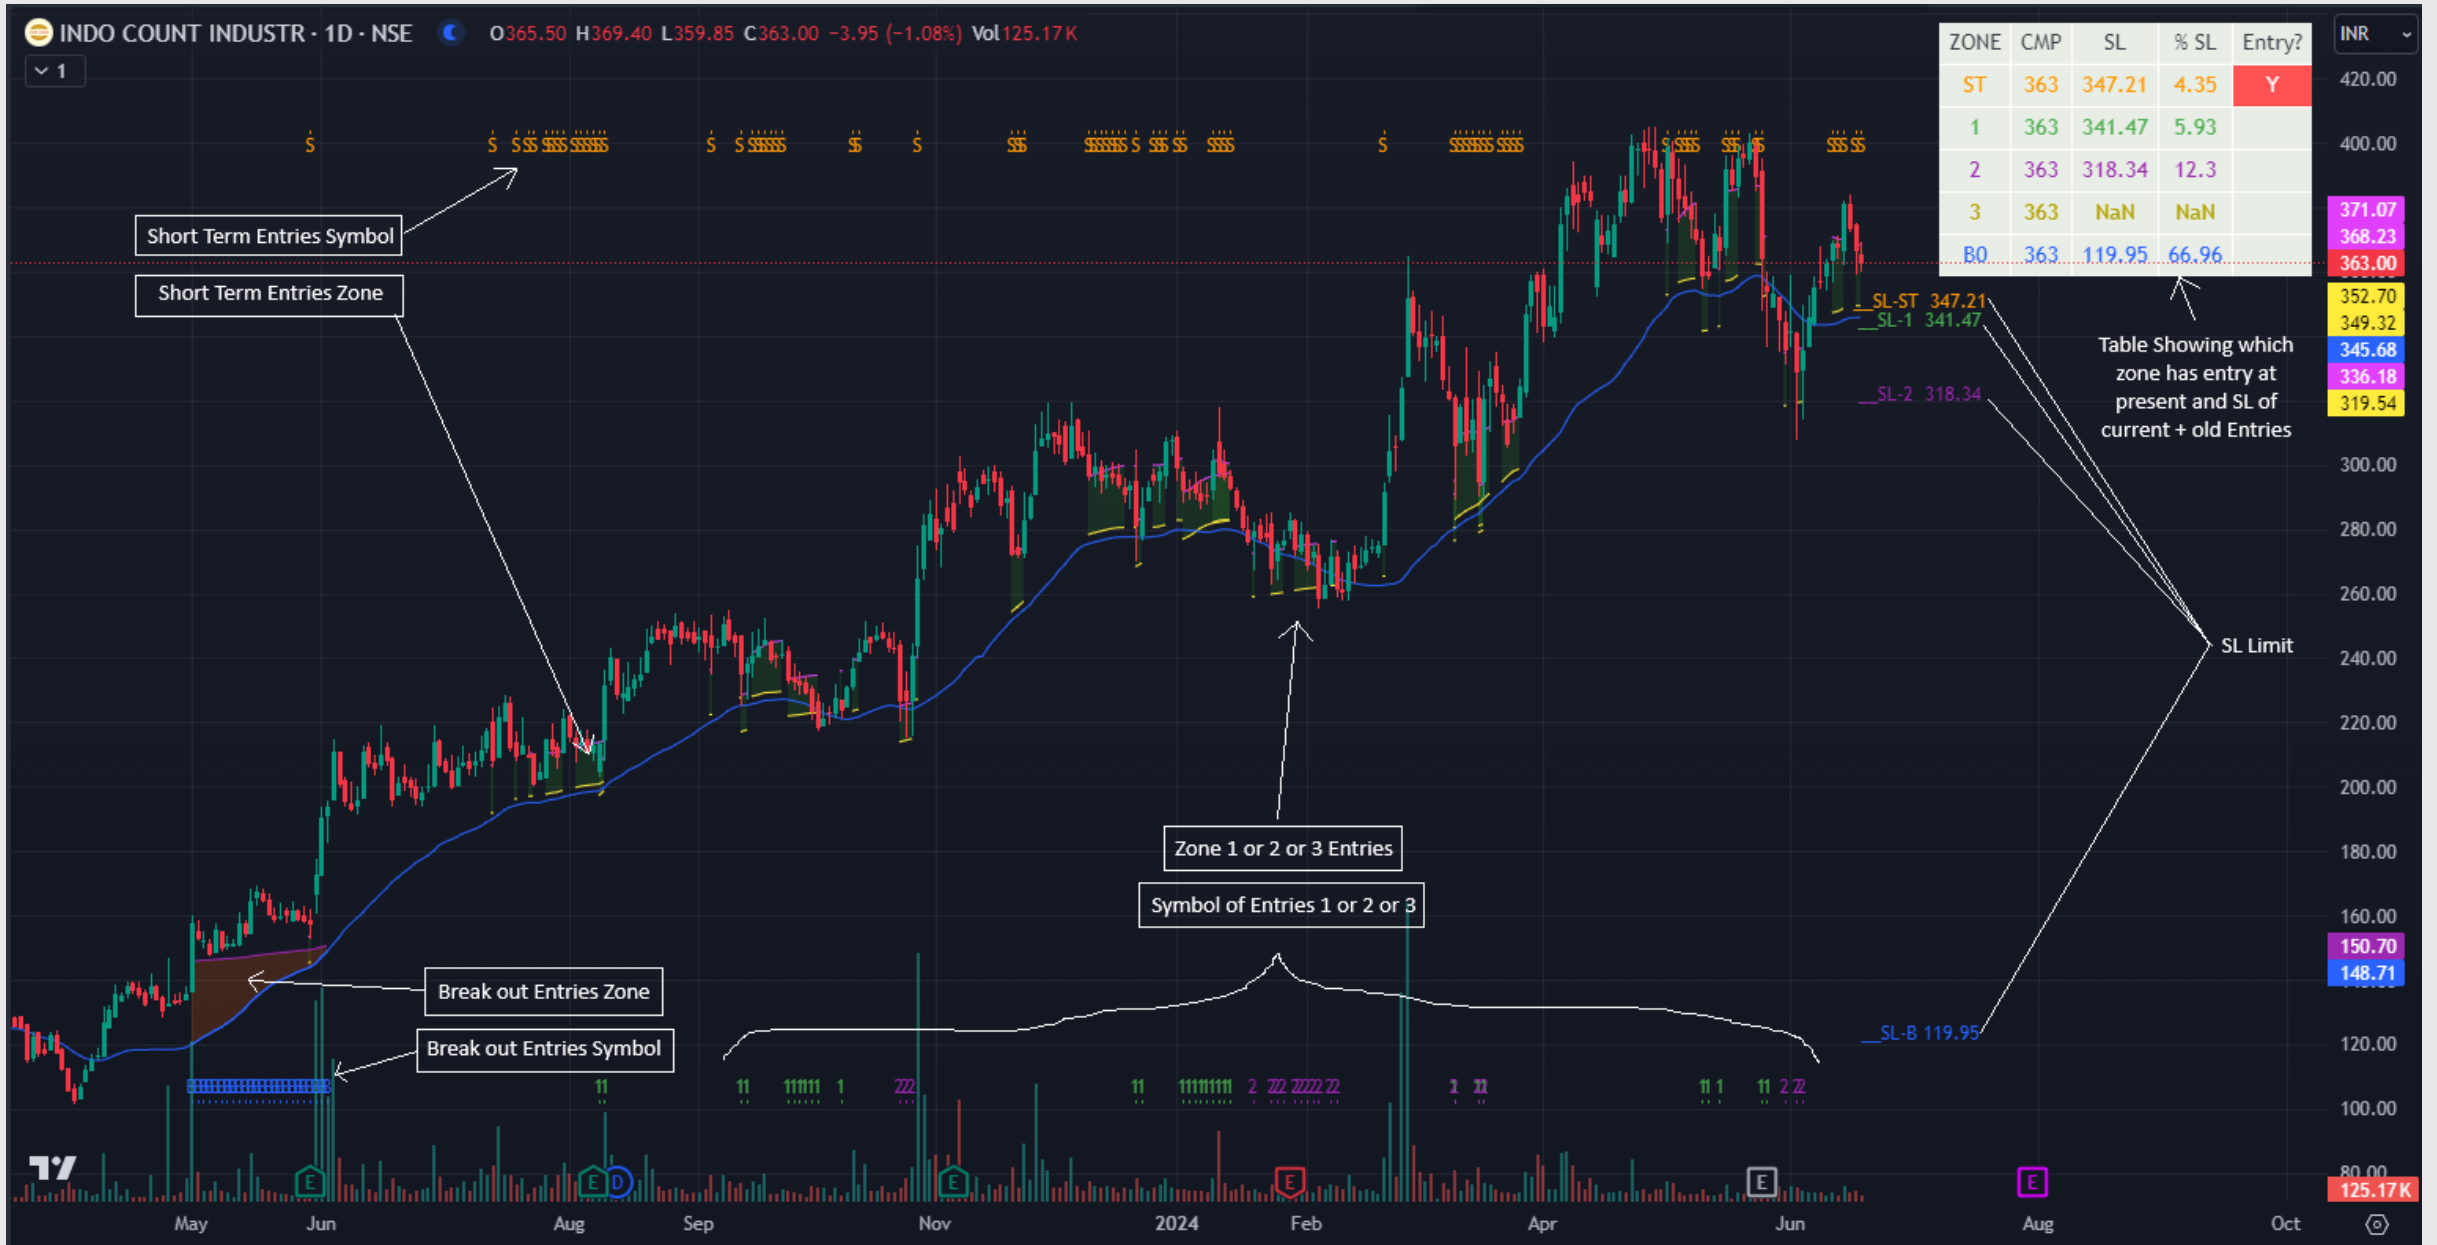 INDO COUNT INDUSTR · 1D · NSE O365.50 H369.40 L359.85 C363.00 −3.95 (−1.08%) Vol125.17K
1
INR
ZONE CMP SL % SL Entry?
ST 363 347.21 4.35 Y
1 363 341.47 5.93
2 363 318.34 12.3
3 363 NaN NaN
BO 363 119.95 66.96
Short Term Entries Symbol
Short Term Entries Zone
SL-ST 347.21
SL-1 341.47
SL-2 318.34
Table Showing which
zone has entry at
present and SL of
current + old Entries
SL Limit
Zone 1 or 2 or 3 Entries
Symbol of Entries 1 or 2 or 3
Break out Entries Zone
Break out Entries Symbol
SL-B 119.95
420.00
400.00
371.07
368.23
363.00
352.70
349.32
345.68
336.18
319.54
300.00
280.00
260.00
240.00
220.00
200.00
180.00
160.00
150.70
148.71
120.00
100.00
80.00
125.17K
E E D E E E E
May Jun Aug Sep Nov 2024 Feb Apr Jun Aug Oct